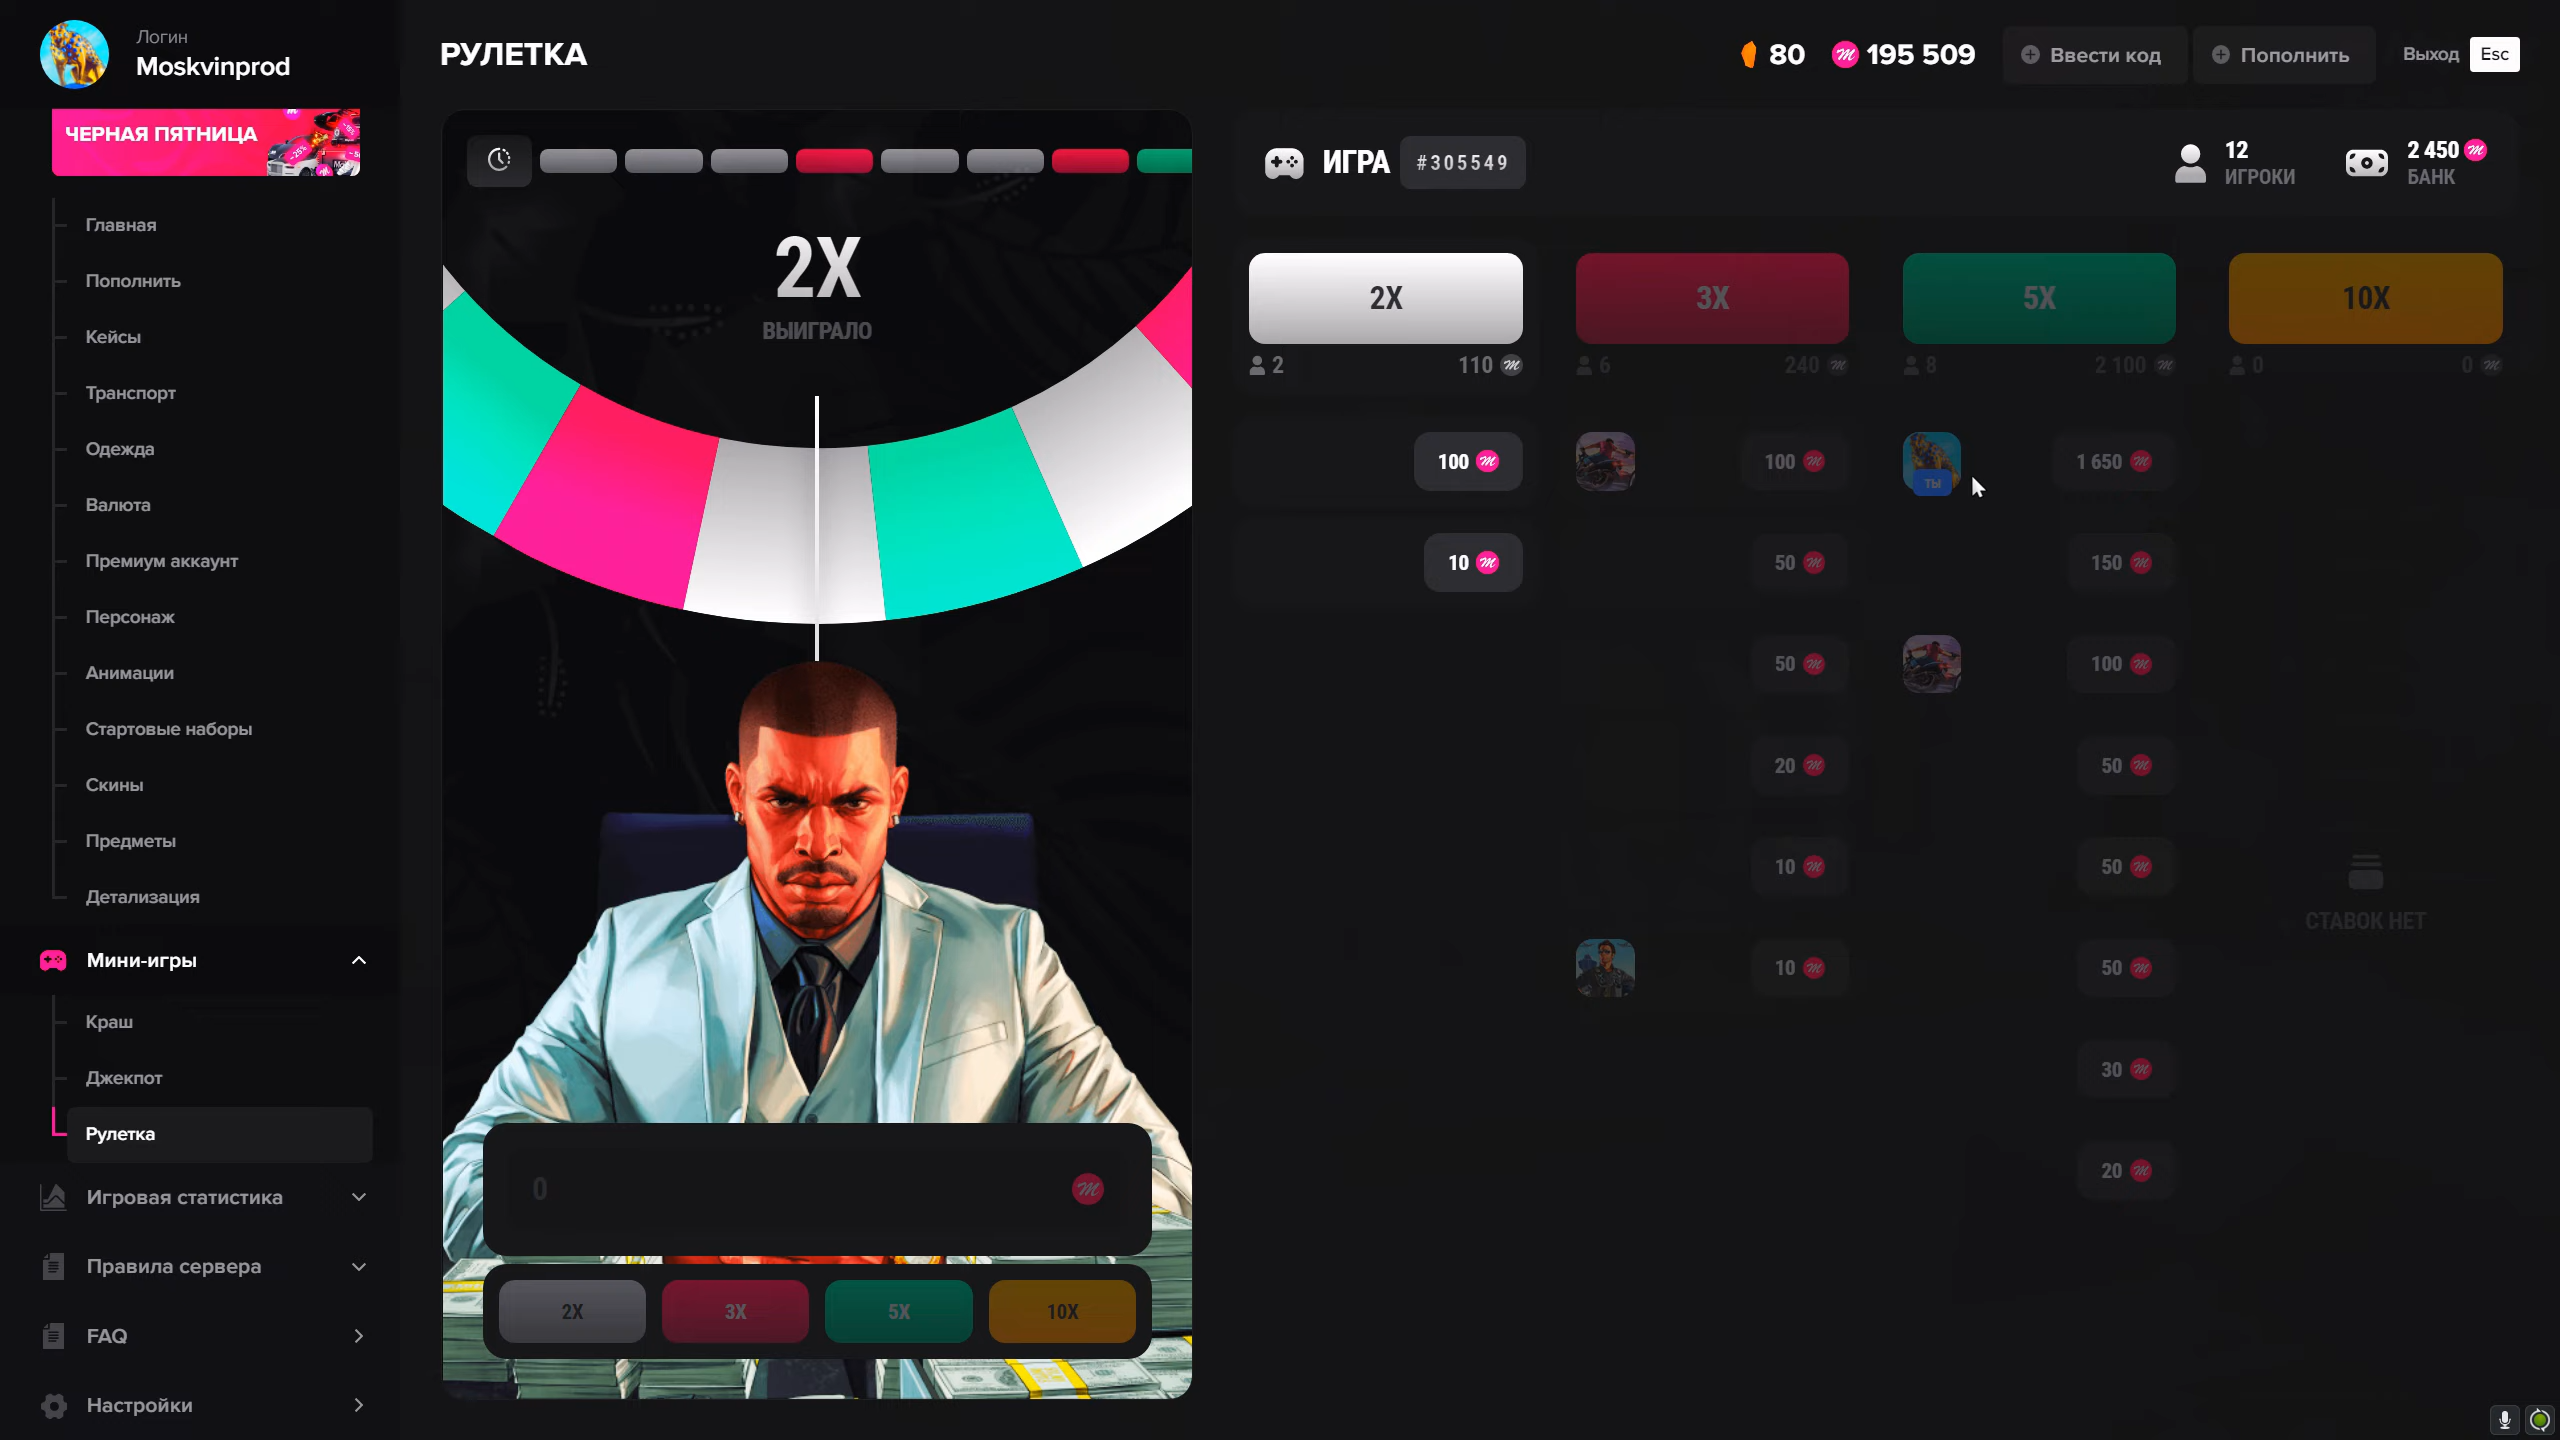 Логин
Moskvinprod
ЧЕРНАЯ ПЯТНИЦА
-25%
Главная
Пополнить
Кейсы
Транспорт
Одежда
Валюта
Премиум аккаунт
Персонаж
Анимации
Стартовые наборы
Скины
Предметы
Детализация
Мини-игры
Краш
Джекпот
Рулетка
Игровая статистика
Правила сервера
FAQ
Настройки
РУЛЕТКА
80
195 509
Ввести код
Пополнить
Выход
Esc
2X
ВЫИГРАЛО
0
2X
3X
5X
10X
ИГРА
#305549
12
ИГРОКИ
2 450
БАНК
2X
3X
5X
10X
2
110
6
240
8
2 100
0
0
100
10
100
50
50
20
10
10
ТЫ
1 650
150
100
50
50
50
30
20
СТАВОК НЕТ